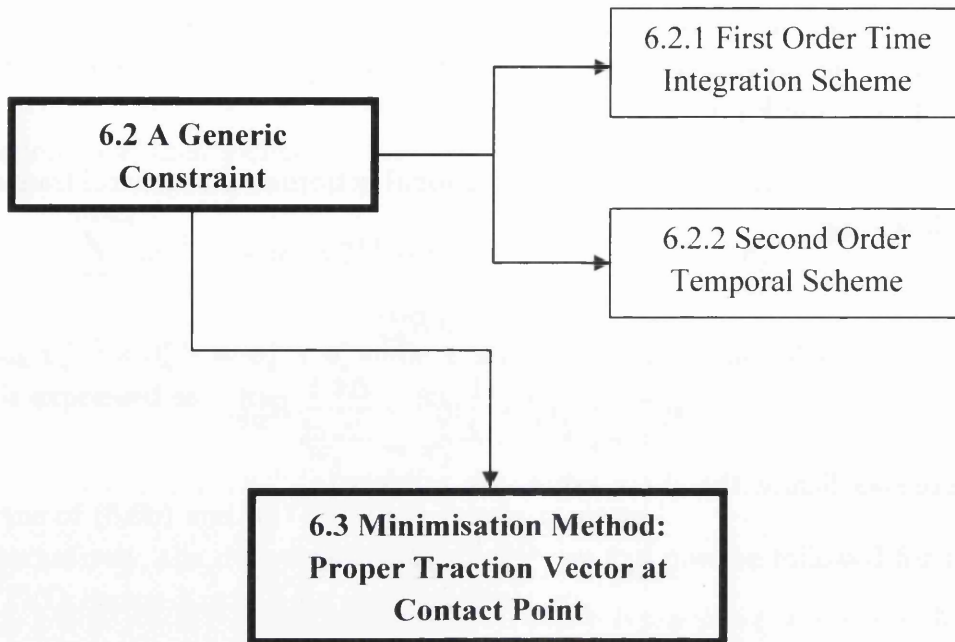 6.2.1 First Order Time
Integration Scheme
6.2 A Generic
Constraint
6.2.2 Second Order
Temporal Scheme
6.3 Minimisation Method:
Proper Traction Vector at
Contact Point